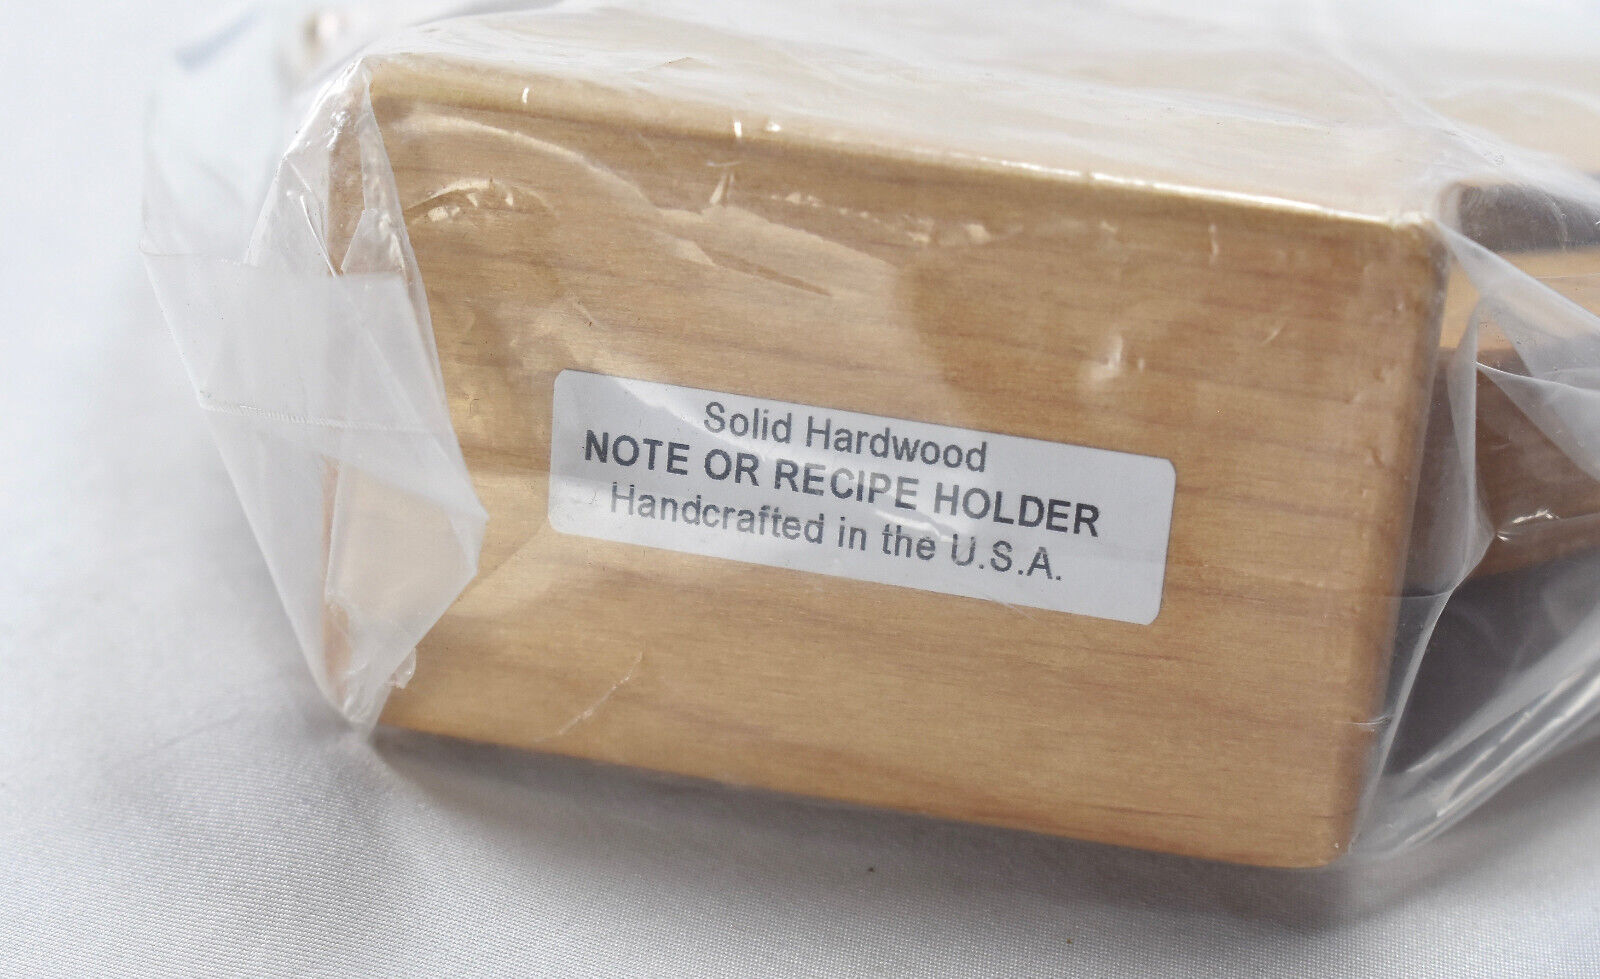 Solid Hardwood
NOTE OR RECIPE HOLDER
Handcrafted in the U.S.A.